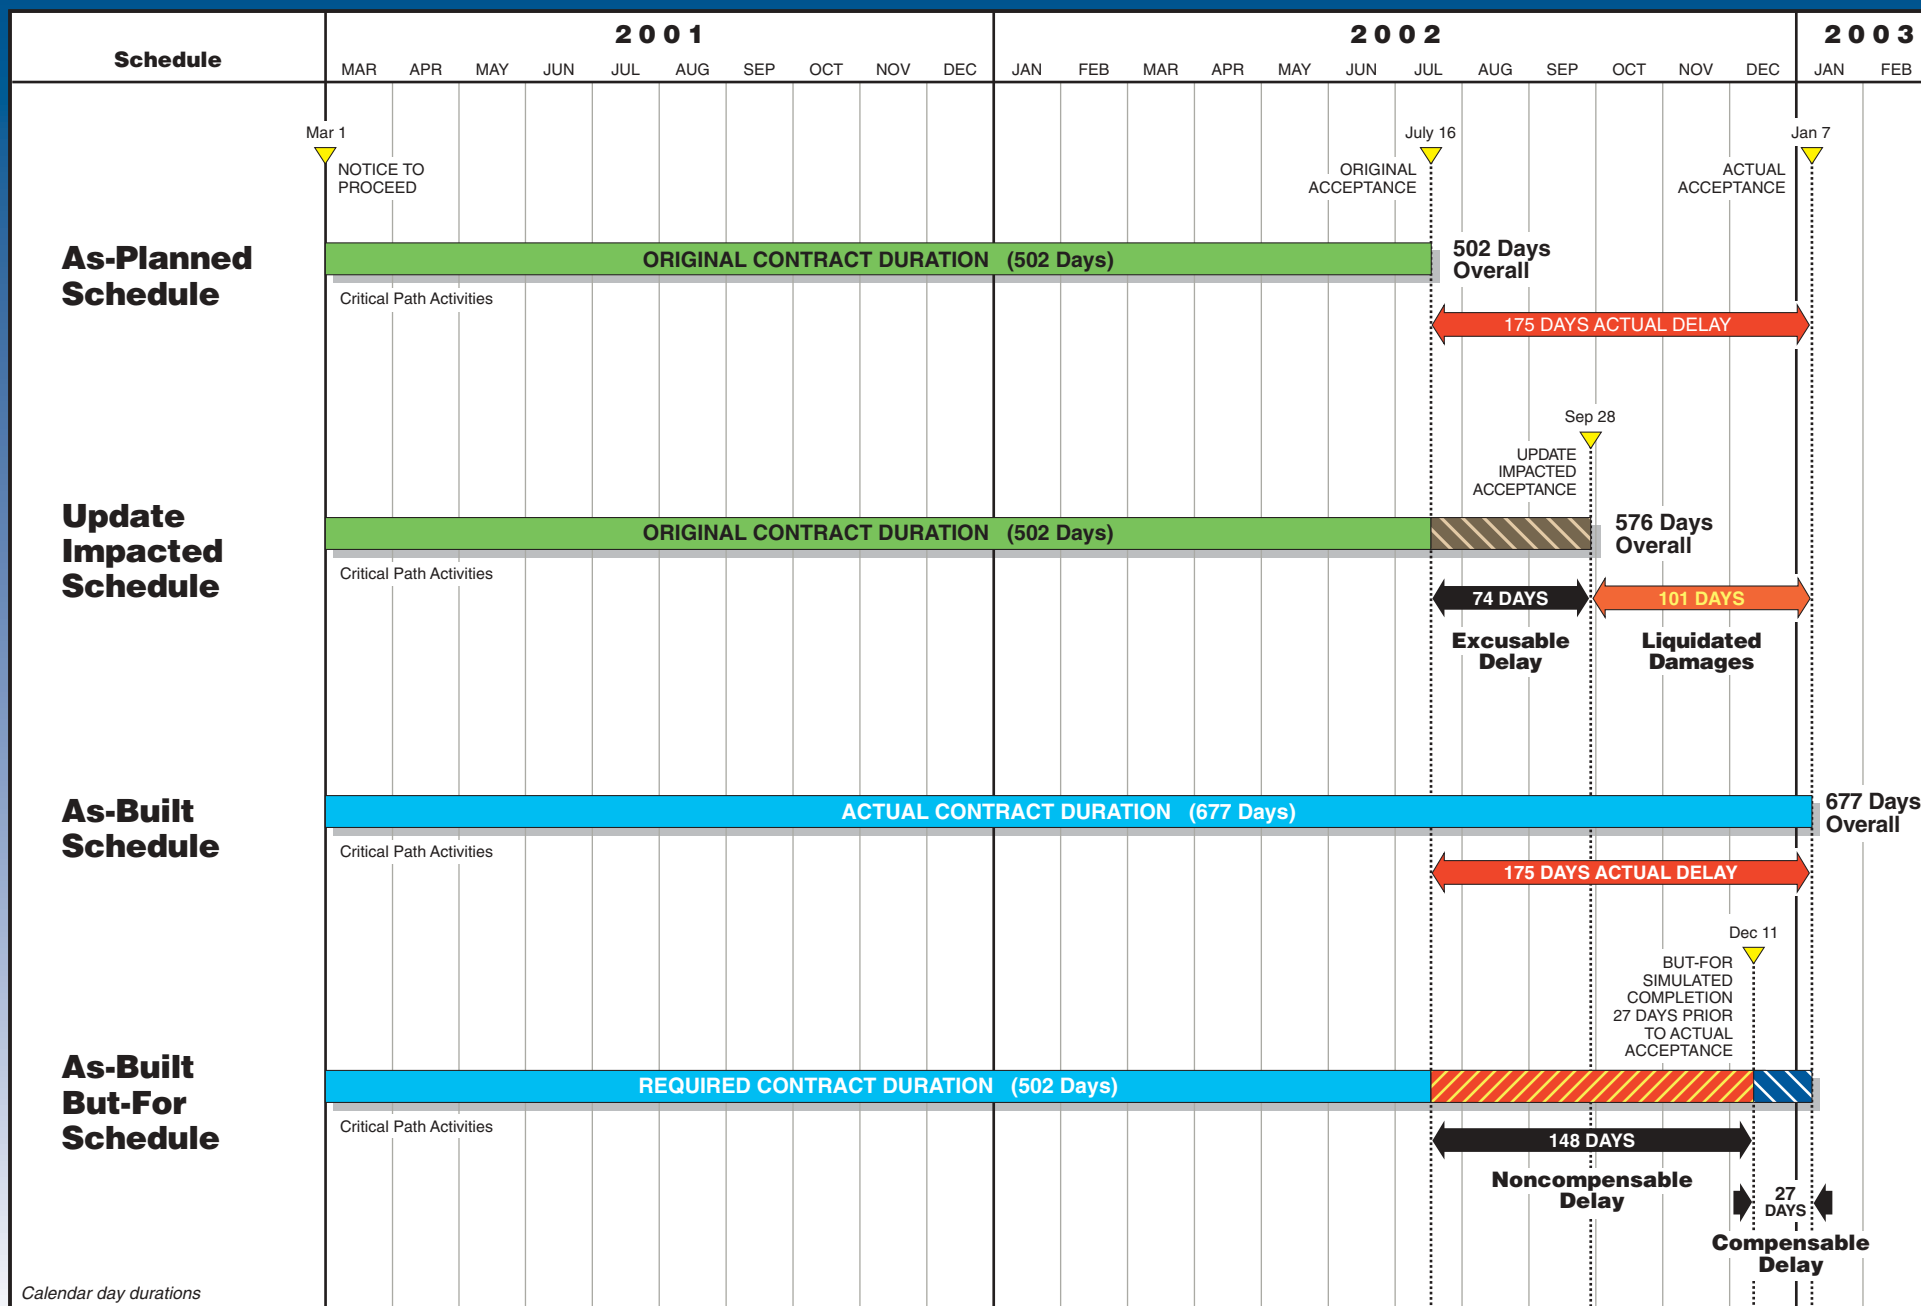 Schedule
2001
2002
2003
MAR APR MAY JUN JUL AUG SEP OCT NOV DEC JAN FEB MAR APR MAY JUN JUL AUG SEP OCT NOV DEC JAN FEB
Mar 1
NOTICE TO
PROCEED
July 16
ORIGINAL
ACCEPTANCE
Jan 7
ACTUAL
ACCEPTANCE
As-Planned
Schedule
ORIGINAL CONTRACT DURATION (502 Days)
502 Days
Overall
Critical Path Activities
175 DAYS ACTUAL DELAY
Sep 28
UPDATE
IMPACTED
ACCEPTANCE
Update
Impacted
Schedule
ORIGINAL CONTRACT DURATION (502 Days)
576 Days
Overall
Critical Path Activities
74 DAYS
101 DAYS
Excusable
Delay
Liquidated
Damages
As-Built
Schedule
ACTUAL CONTRACT DURATION (677 Days)
677 Days
Overall
Critical Path Activities
175 DAYS ACTUAL DELAY
Dec 11
BUT-FOR
SIMULATED
COMPLETION
27 DAYS PRIOR
TO ACTUAL
ACCEPTANCE
As-Built
But-For
Schedule
REQUIRED CONTRACT DURATION (502 Days)
Critical Path Activities
148 DAYS
Noncompensable
Delay
27
DAYS
Compensable
Delay
Calendar day durations